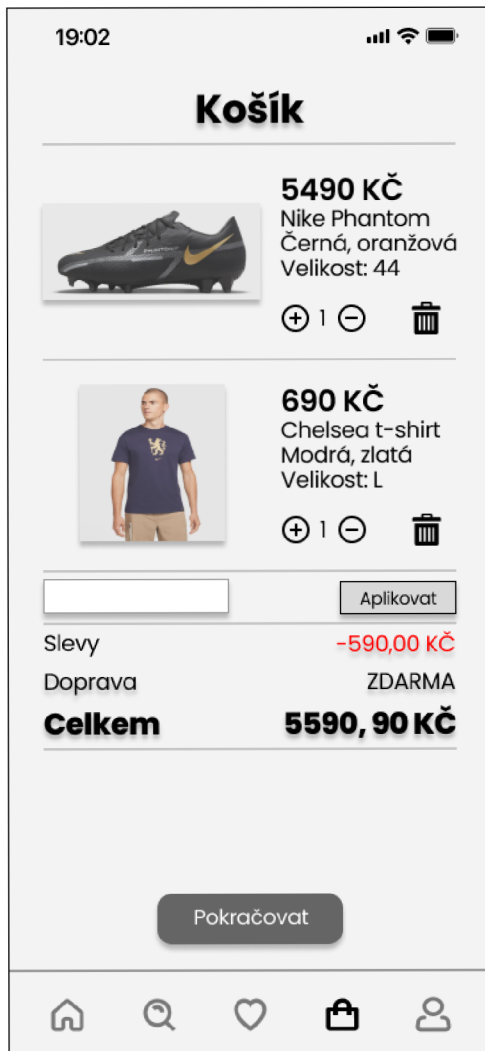 19:02
Košík
5490 KČ
Nike Phantom
Černá, oranžová
Velikost: 44
1
690 KČ
Chelsea t-shirt
Modrá, zlatá
Velikost: L
1
Aplikovat
Slevy -590,00 KČ
Doprava ZDARMA
Celkem 5590, 90 KČ
Pokračovat